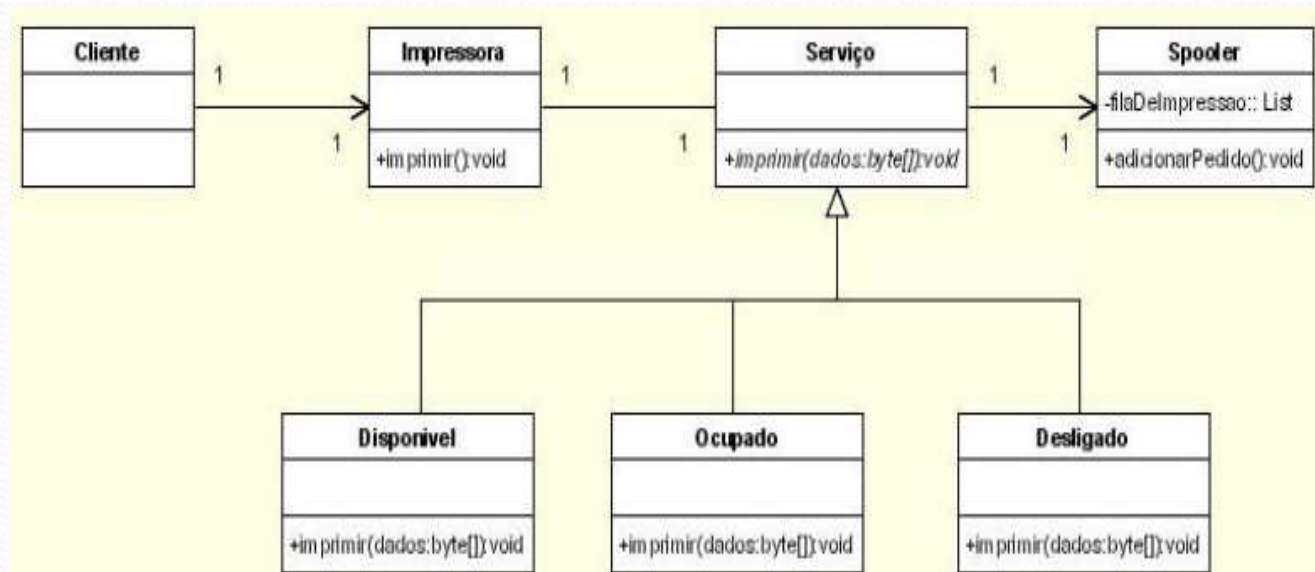 Cliente
Impressora
+imprimir():void
Serviço
+imprimir(dados:byte[]):void
Spooler
-filaDeImpressao:: List
+adicionarPedido():void
1
1
1
1
1
1
Disponivel
+imprimir(dados:byte[]):void
Ocupado
+imprimir(dados:byte[]):void
Desligado
+imprimir(dados:byte[]):void